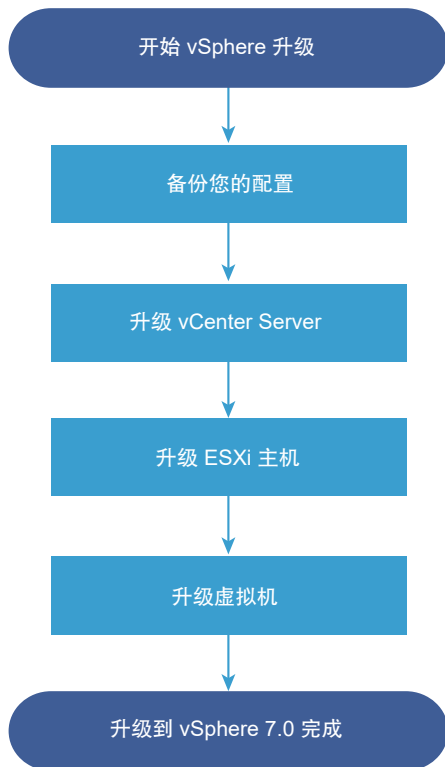 开始 vSphere 升级
备份您的配置
升级 vCenter Server
升级 ESXi 主机
升级虚拟机
升级到 vSphere 7.0 完成